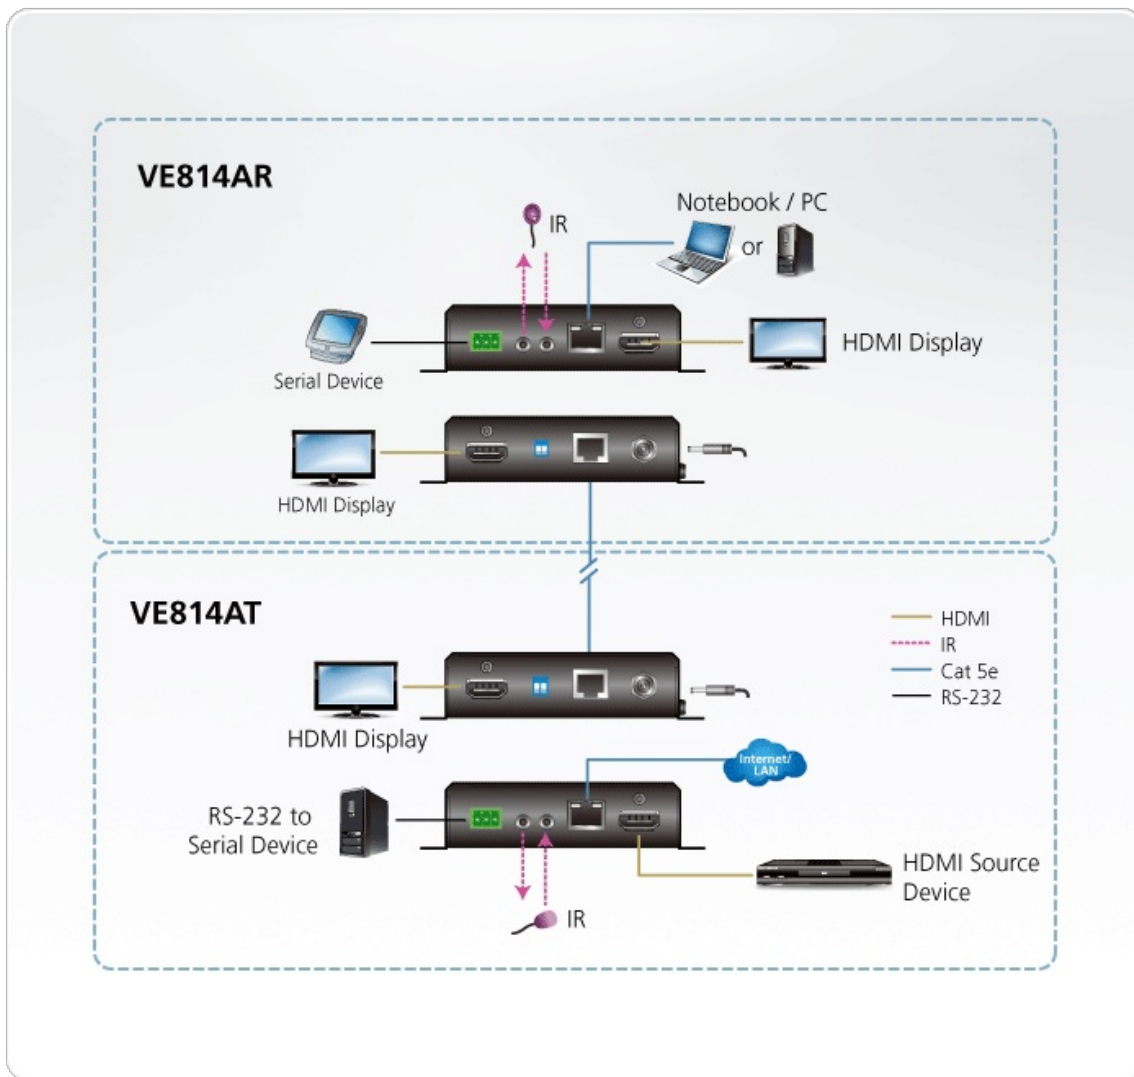 VE814AR
IR
Notebook / PC
or
Serial Device
HDMI Display
HDMI Display
VE814AT
HDMI
IR
Cat 5e
RS-232
HDMI Display
Internet/
LAN
RS-232 to
Serial Device
HDMI Source
Device
IR